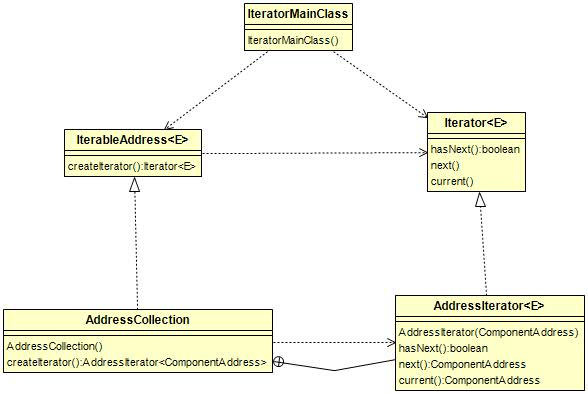 IteratorMainClass
IteratorMainClass()
IterableAddress<E>
createIterator():Iterator<E>
Iterator<E>
hasNext():boolean
next()
current()
AddressCollection
AddressCollection()
createIterator():AddressIterator<ComponentAddress>
AddressIterator<E>
AddressIterator(ComponentAddress)
hasNext():boolean
next():ComponentAddress
current():ComponentAddress